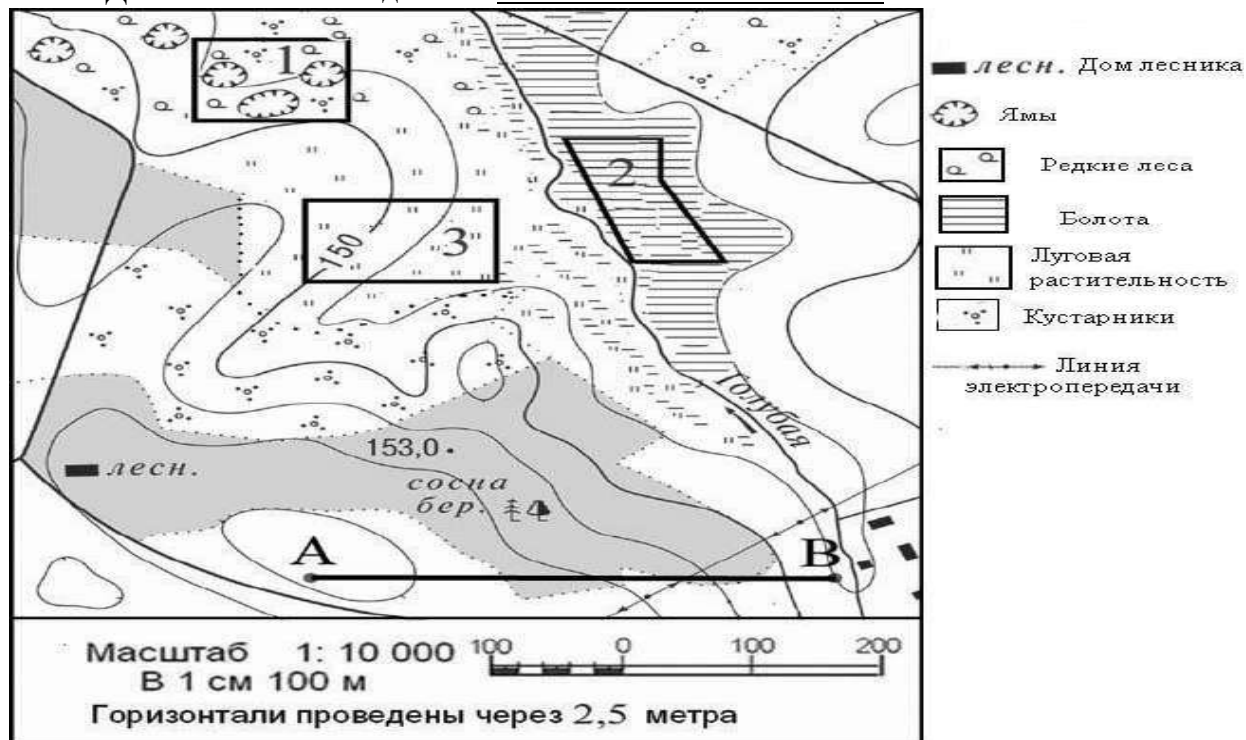 1
2
3
150
Голубая
153,0
лесн.
сосна
бер.
А
В
Масштаб 1: 10 000
В 1 см 100 м
100 0 100 200
Горизонтали проведены через 2,5 метра
лесн. Дом лесника
Ямы
Редкие леса
Болота
Луговая
растительность
Кустарники
Линия
электропередачи